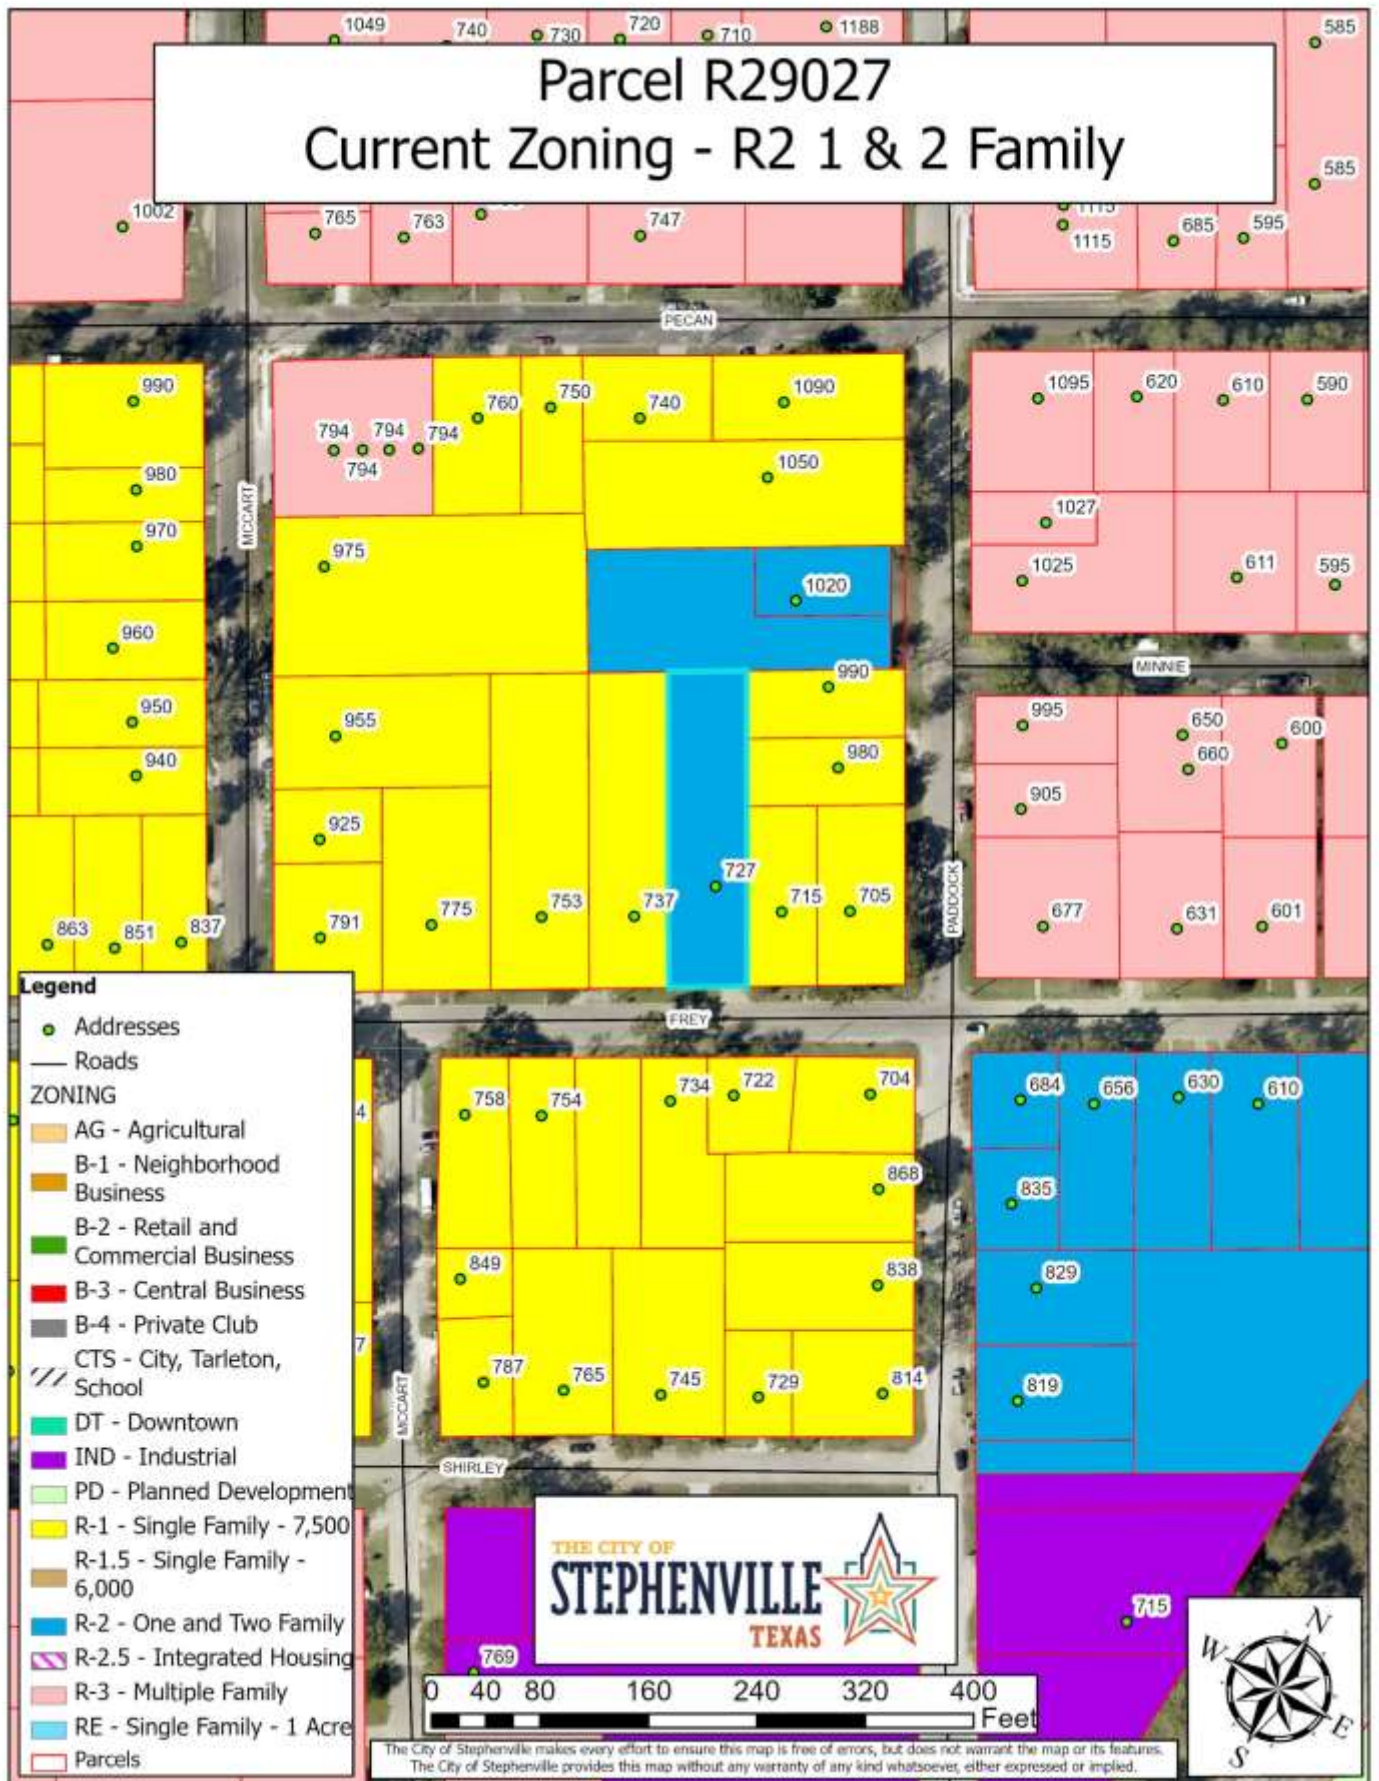 1049
740
730
720
710
1188
585
Parcel R29027
Current Zoning - R2 1 & 2 Family
585
1002
765
763
747
1115
1115
685
595
PECAN
990
794
794
794
794
760
750
740
1090
1095
620
610
590
980
1050
MCCART
970
975
1027
1025
611
595
1020
960
MINNIE
990
950
955
995
650
660
600
940
980
905
925
727
PADDOCK
863
851
837
791
775
753
737
715
705
677
631
601
FREY
758
754
734
722
704
684
656
630
610
4
868
835
849
838
829
7
787
765
745
729
814
819
MCCART
SHIRLEY
Legend
Addresses
Roads
ZONING
AG - Agricultural
B-1 - Neighborhood
Business
B-2 - Retail and
Commercial Business
B-3 - Central Business
B-4 - Private Club
CTS - City, Tarleton,
School
DT - Downtown
IND - Industrial
PD - Planned Development
R-1 - Single Family - 7,500
R-1.5 - Single Family -
6,000
R-2 - One and Two Family
R-2.5 - Integrated Housing
R-3 - Multiple Family
RE - Single Family - 1 Acre
Parcels
THE CITY OF
STEPHENVILLE
TEXAS
715
769
N
W
E
S
0 40 80 160 240 320 400
Feet
The City of Stephenville makes every effort to ensure this map is free of errors, but does not warrant the map or its features.
The City of Stephenville provides this map without any warranty of any kind whatsoever, either expressed or implied.